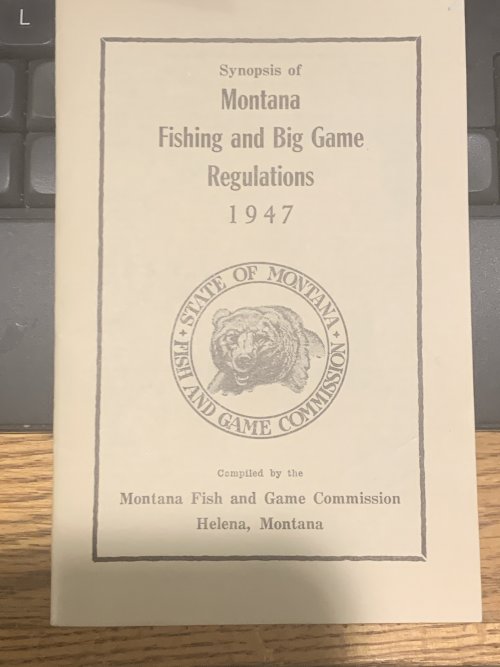 L
Synopsis of
Montana
Fishing and Big Game
Regulations
1947
STATE OF MONTANA
FISH AND GAME COMMISSION
Compiled by the
Montana Fish and Game Commission
Helena, Montana